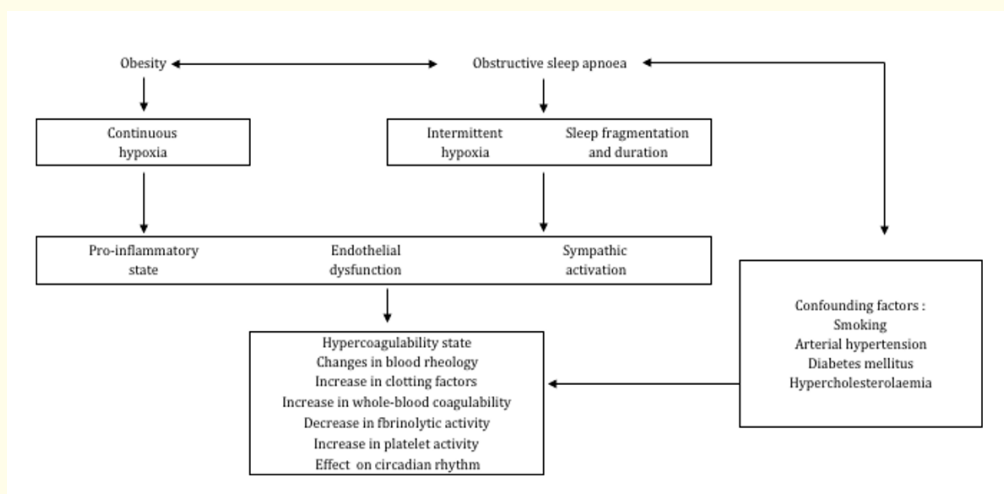 Obesity
Obstructive sleep apnoea
Continuous
hypoxia
Intermittent
hypoxia
Sleep fragmentation
and duration
Pro-inflammatory
state
Endothelial
dysfunction
Sympathic
activation
Confounding factors :
Smoking
Arterial hypertension
Diabetes mellitus
Hypercholesterolaemia
Hypercoagulability state
Changes in blood rheology
Increase in clotting factors
Increase in whole-blood coagulability
Decrease in fbrinolytic activity
Increase in platelet activity
Effect on circadian rhythm